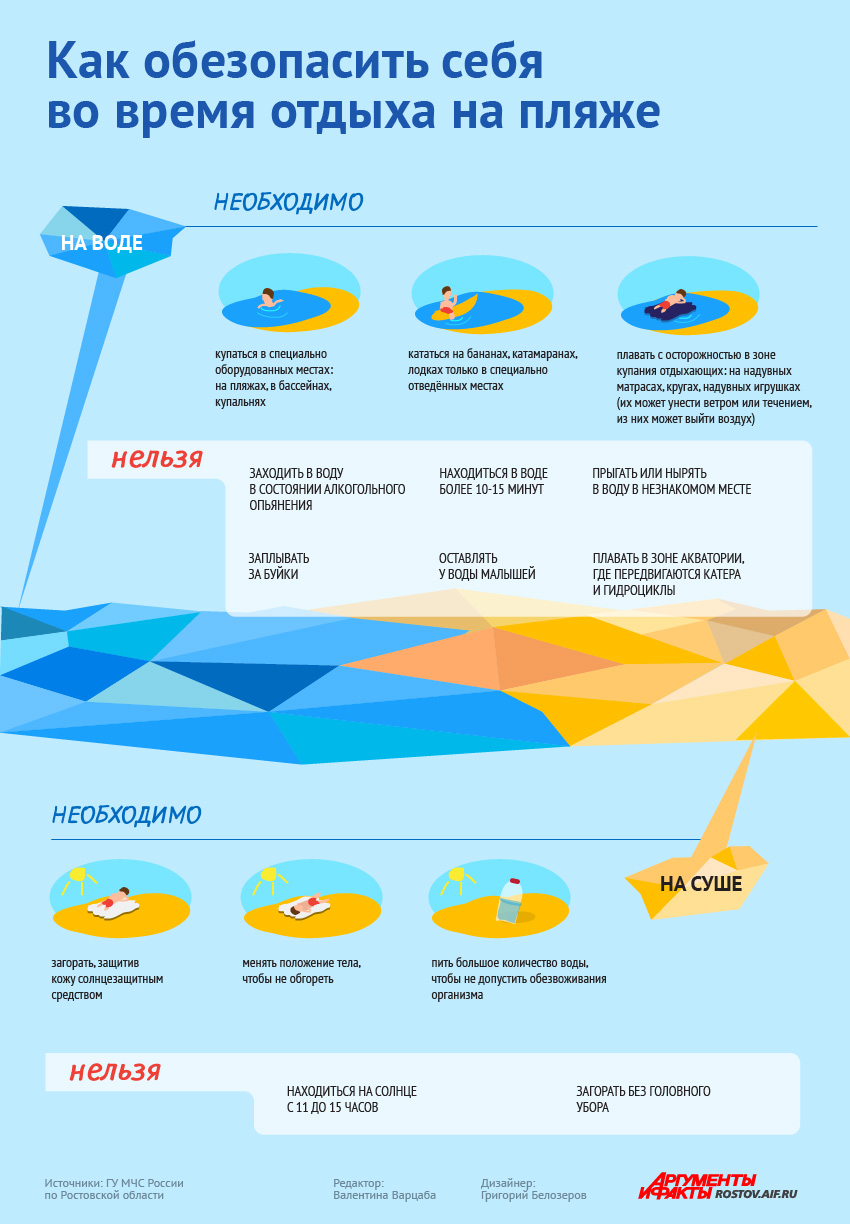 Как обезопасить себя
во время отдыха на пляже
НЕОБХОДИМО
НА ВОДЕ
купаться в специально
оборудованных местах:
на пляжах, в бассейнах,
купальнях
кататься на бананах, катамаранах,
лодках только в специально
отведённых местах
плавать с осторожностью в зоне
купания отдыхающих: на надувных
матрасах, кругах, надувных игрушках
(их может унести ветром или течением,
из них может выйти воздух)
нельзя
ЗАХОДИТЬ В ВОДУ
В СОСТОЯНИИ АЛКОГОЛЬНОГО
ОПЬЯНЕНИЯ
НАХОДИТЬСЯ В ВОДЕ
БОЛЕЕ 10-15 МИНУТ
ПРЫГАТЬ ИЛИ НЫРЯТЬ
В ВОДУ В НЕЗНАКОМОМ МЕСТЕ
ЗАПЛЫВАТЬ
ЗА БУЙКИ
ОСТАВЛЯТЬ
У ВОДЫ МАЛЫШЕЙ
ПЛАВАТЬ В ЗОНЕ АКВАТОРИИ,
ГДЕ ПЕРЕДВИГАЮТСЯ КАТЕРА
И ГИДРОЦИКЛЫ
НЕОБХОДИМО
НА СУШЕ
загорать, защитив
кожу солнцезащитным
средством
менять положение тела,
чтобы не обгореть
пить большое количество воды,
чтобы не допустить обезвоживания
организма
нельзя
НАХОДИТЬСЯ НА СОЛНЦЕ
С 11 ДО 15 ЧАСОВ
ЗАГОРАТЬ БЕЗ ГОЛОВНОГО
УБОРА
Источники: ГУ МЧС России
по Ростовской области
Редактор:
Валентина Варцаба
Дизайнер:
Григорий Белозеров
АРГУМЕНТЫ
И ФАКТЫ ROSTOV.AIF.RU